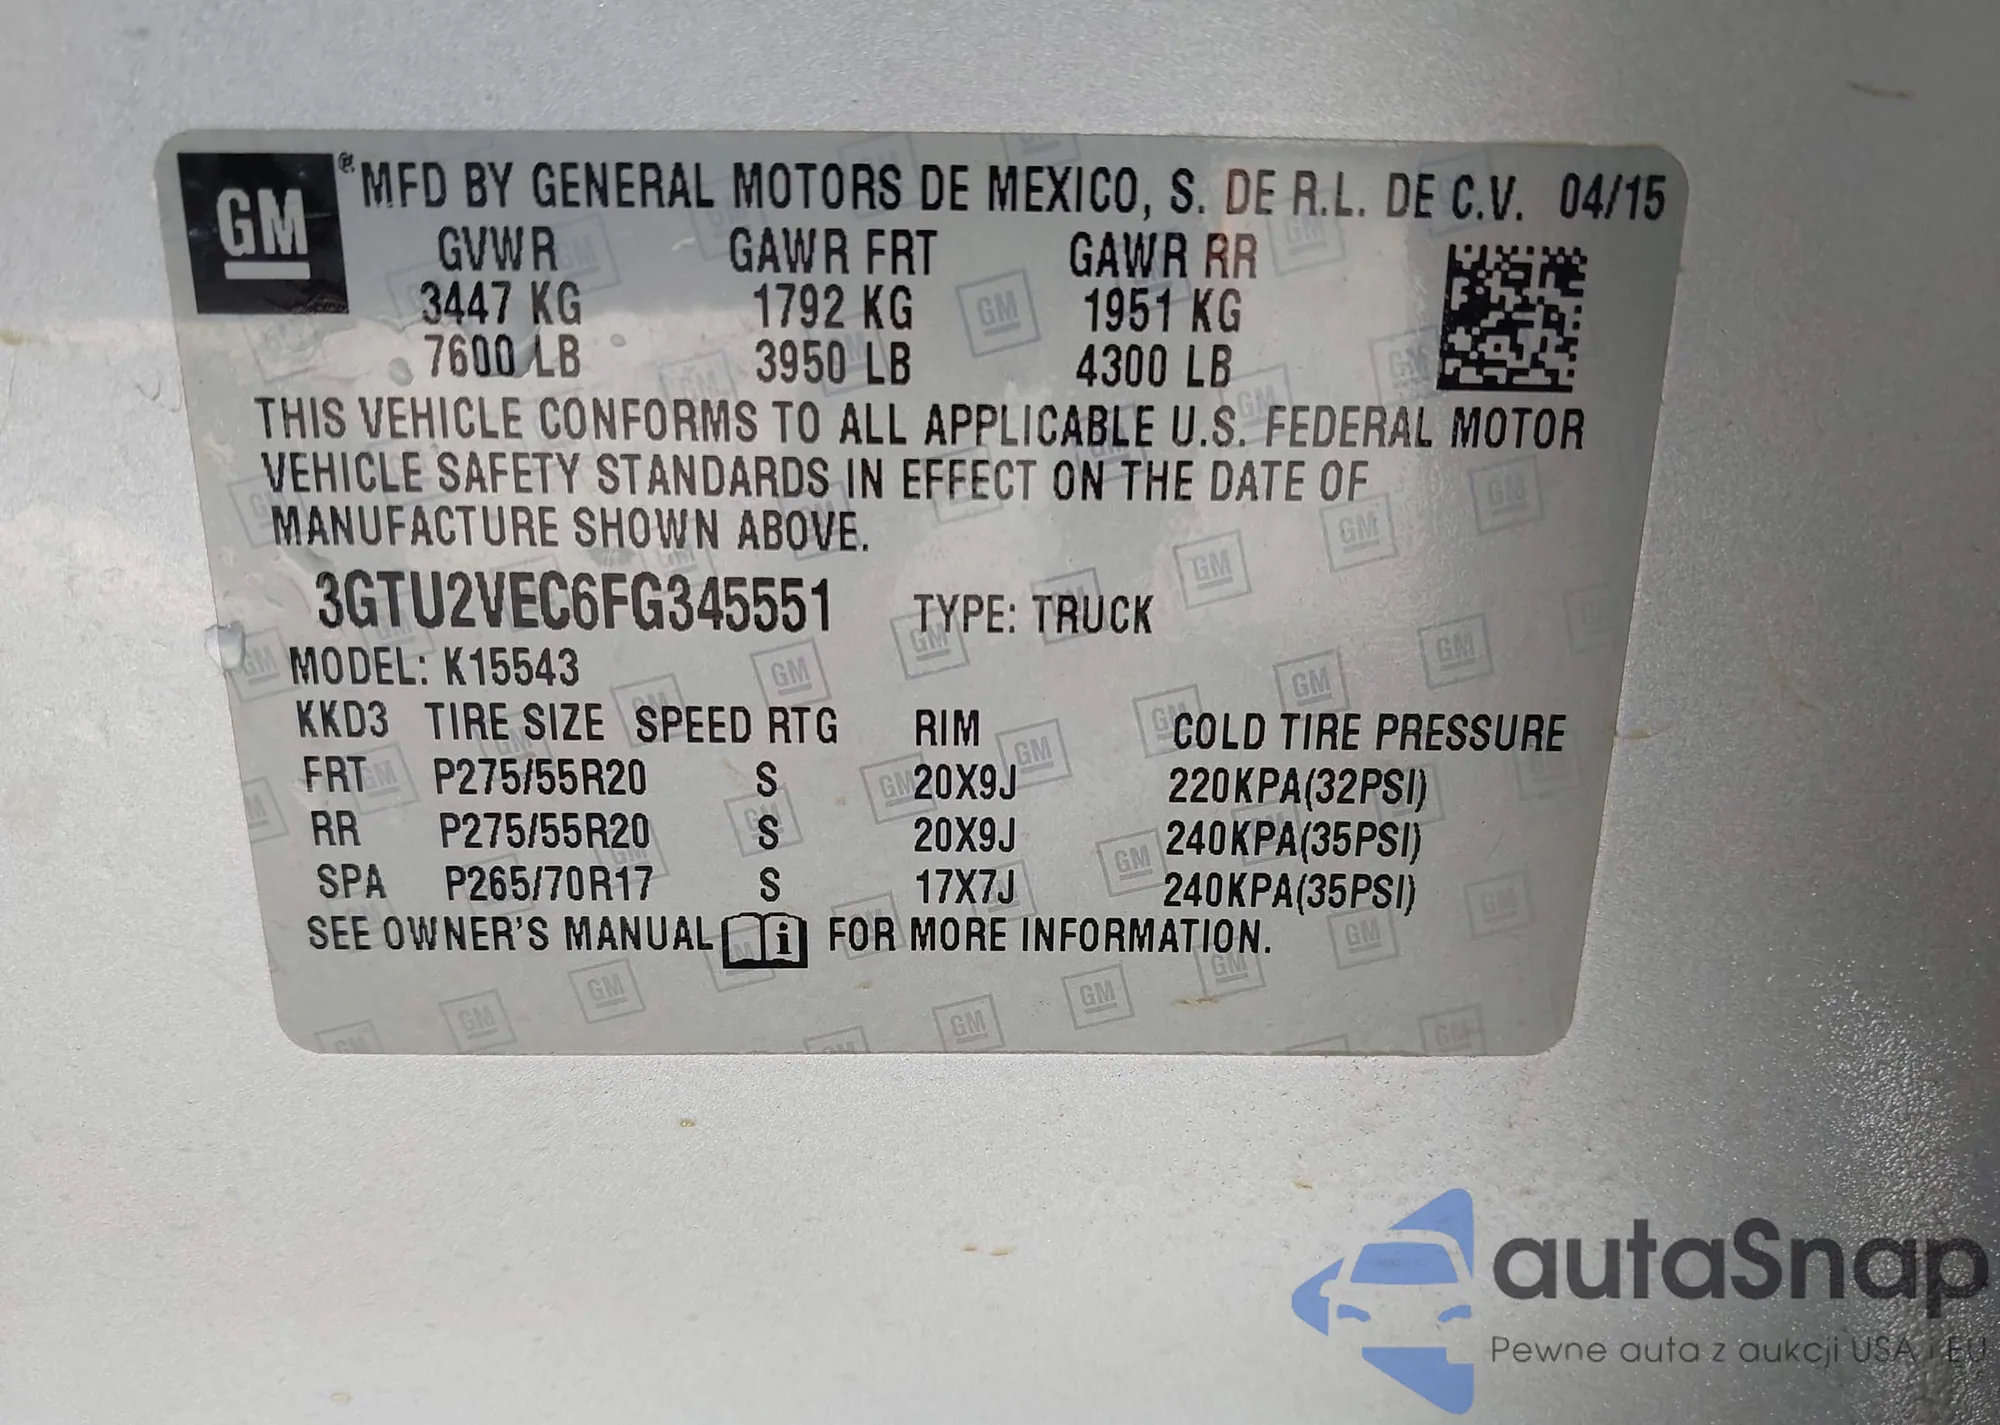 GM
® MFD BY GENERAL MOTORS DE MEXICO, S. DE R.L. DE C.V. 04/15
GVWR GAWR FRT GAWR RR
3447 KG 1792 KG 1951 KG
7600 LB 3950 LB 4300 LB
THIS VEHICLE CONFORMS TO ALL APPLICABLE U.S. FEDERAL MOTOR
VEHICLE SAFETY STANDARDS IN EFFECT ON THE DATE OF
MANUFACTURE SHOWN ABOVE.
3GTU2VEC6FG345551 TYPE: TRUCK
MODEL: K15543
KKD3 TIRE SIZE SPEED RTG RIM COLD TIRE PRESSURE
FRT P275/55R20 S 20X9J 220KPA(32PSI)
RR P275/55R20 S 20X9J 240KPA(35PSI)
SPA P265/70R17 S 17X7J 240KPA(35PSI)
SEE OWNER'S MANUAL i FOR MORE INFORMATION.
autaSnap
Pewne auta z aukcji USA i EU